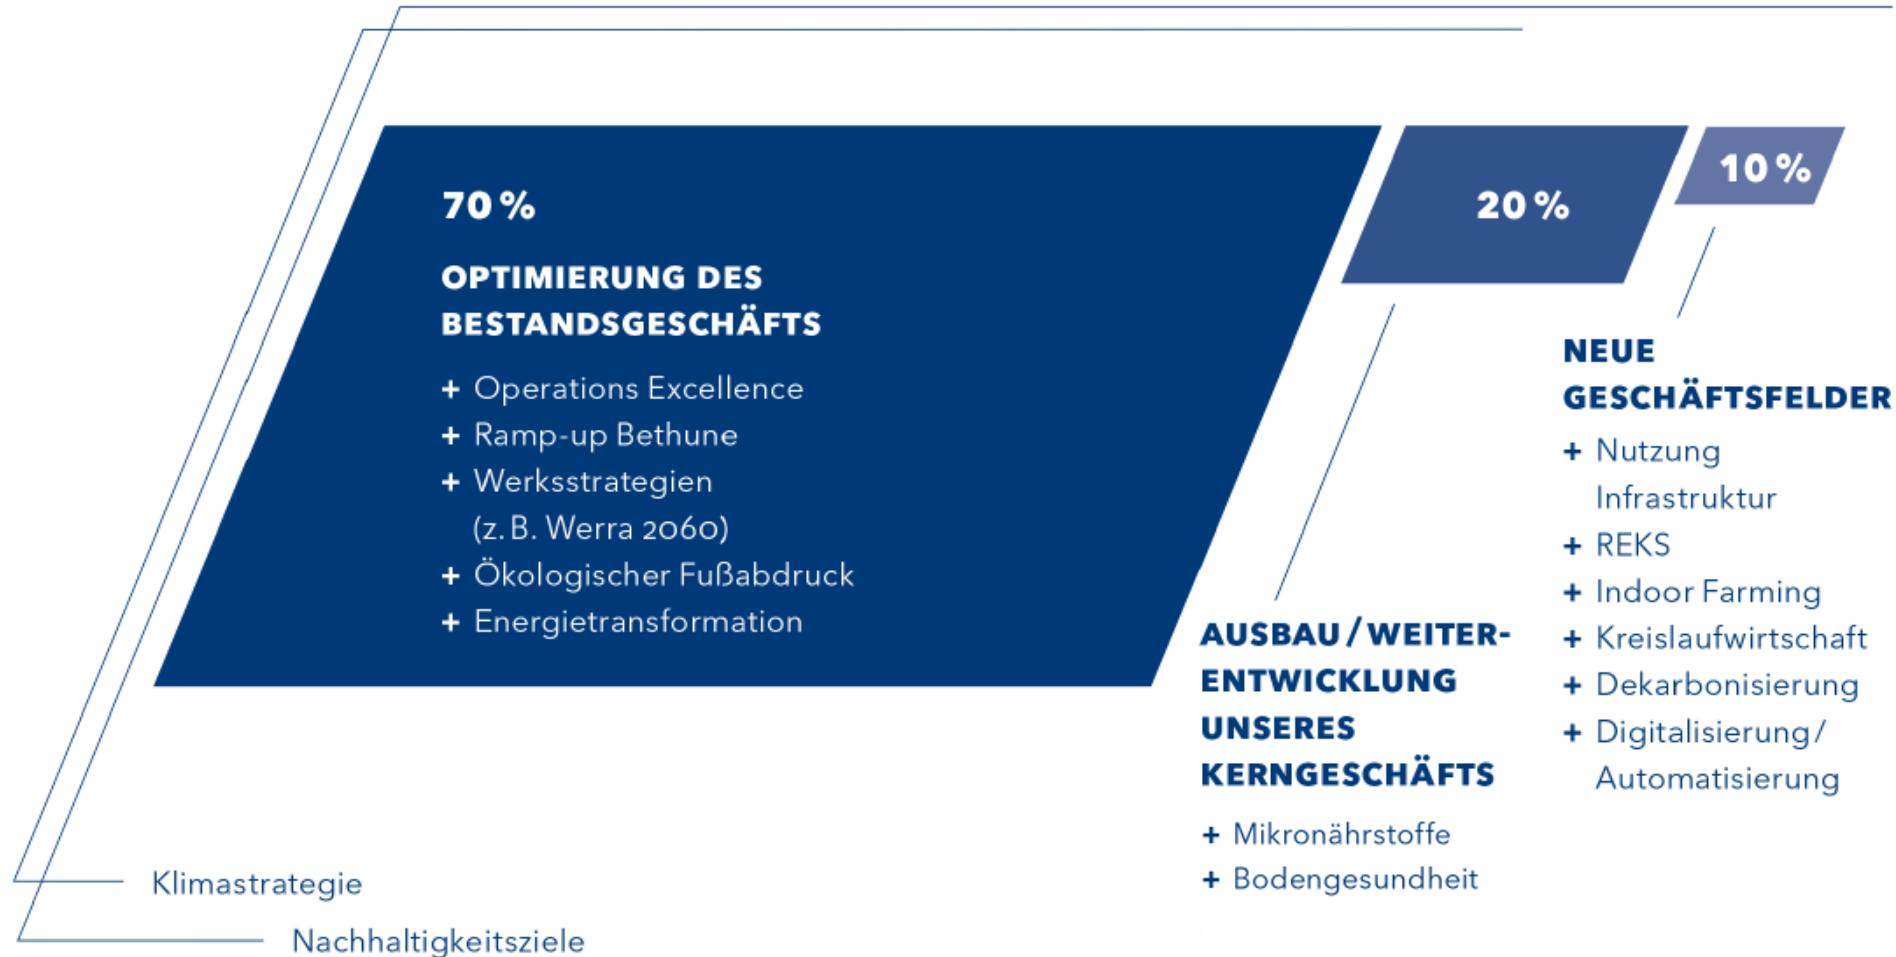 70 %
OPTIMIERUNG DES
BESTANDSGESCHÄFTS
+ Operations Excellence
+ Ramp-up Bethune
+ Werksstrategien
(z. B. Werra 2060)
+ Ökologischer Fußabdruck
+ Energietransformation
20 %
AUSBAU / WEITER-
ENTWICKLUNG
UNSERES
KERNGESCHÄFTS
+ Mikronährstoffe
+ Bodengesundheit
10 %
NEUE
GESCHÄFTSFELDER
+ Nutzung
Infrastruktur
+ REKS
+ Indoor Farming
+ Kreislaufwirtschaft
+ Dekarbonisierung
+ Digitalisierung /
Automatisierung
Klimastrategie
Nachhaltigkeitsziele